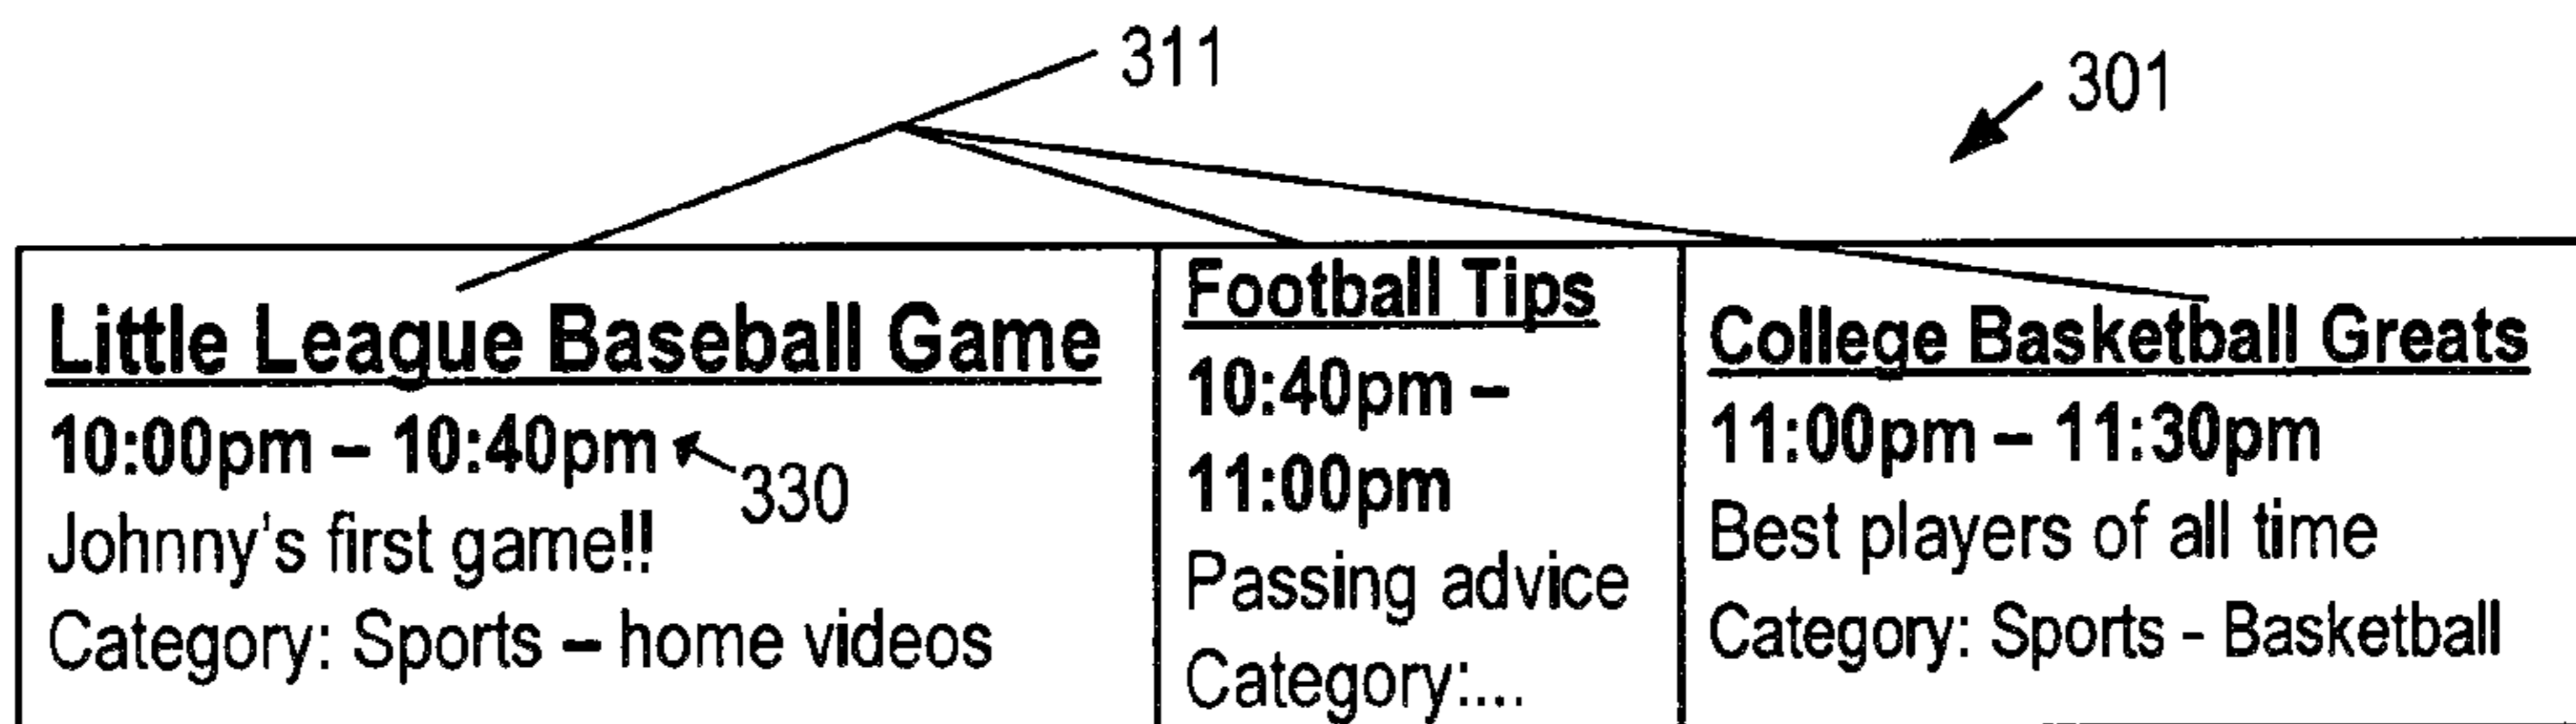 311
301
Little League Baseball Game
10:00pm – 10:40pm
330
Johnny's first game!!
Category: Sports – home videos
Football Tips
10:40pm –
11:00pm
Passing advice
Category:...
College Basketball Greats
11:00pm – 11:30pm
Best players of all time
Category: Sports - Basketball